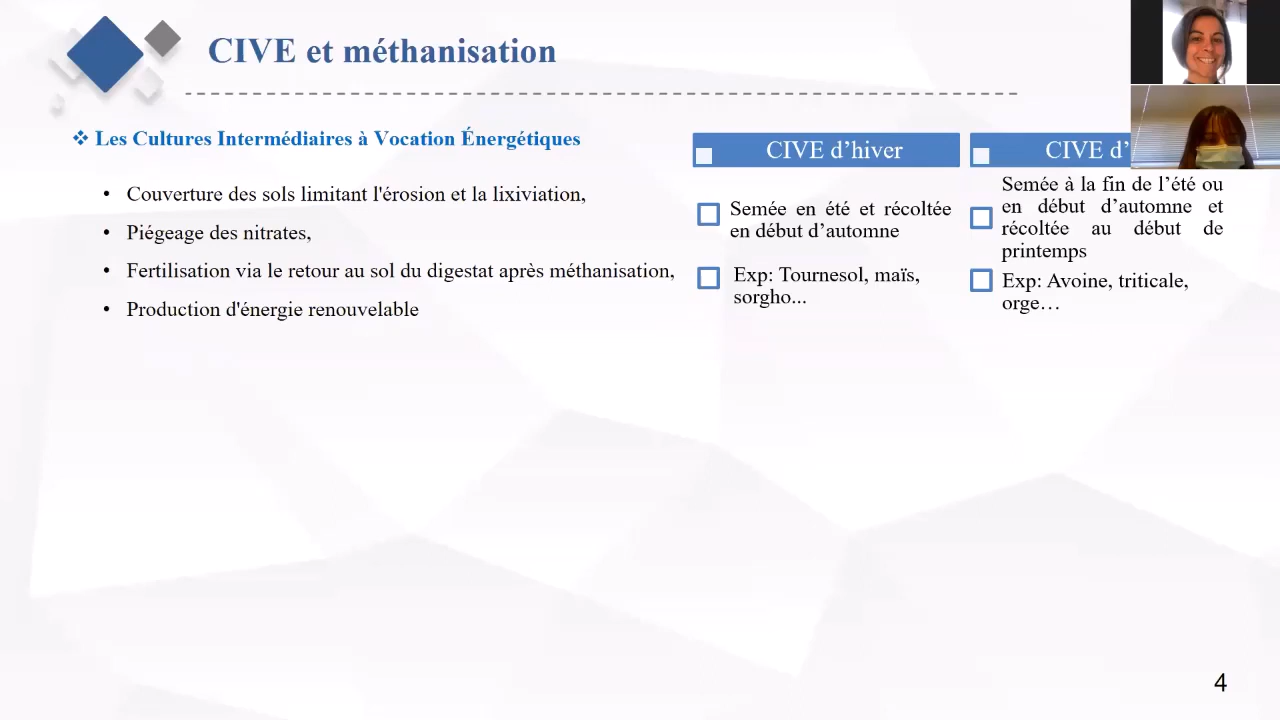 CIVE et méthanisation
Les Cultures Intermédiaires à Vocation Énergétiques
• Couverture des sols limitant l'érosion et la lixiviation,
• Piégeage des nitrates,
• Fertilisation via le retour au sol du digestat après méthanisation,
• Production d'énergie renouvelable
CIVE d’hiver
Semée en été et récoltée
en début d’automne
Exp: Tournesol, maïs,
sorgho...
CIVE d’
Semée à la fin de l’été ou
en début d’automne et
récoltée au début de
printemps
Exp: Avoine, triticale,
orge…
4